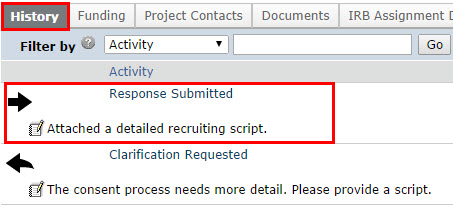 History Funding Project Contacts Documents IRB Assignment D
Filter by ? Activity Go
Activity
Response Submitted
Attached a detailed recruiting script.
Clarification Requested
The consent process needs more detail. Please provide a script.